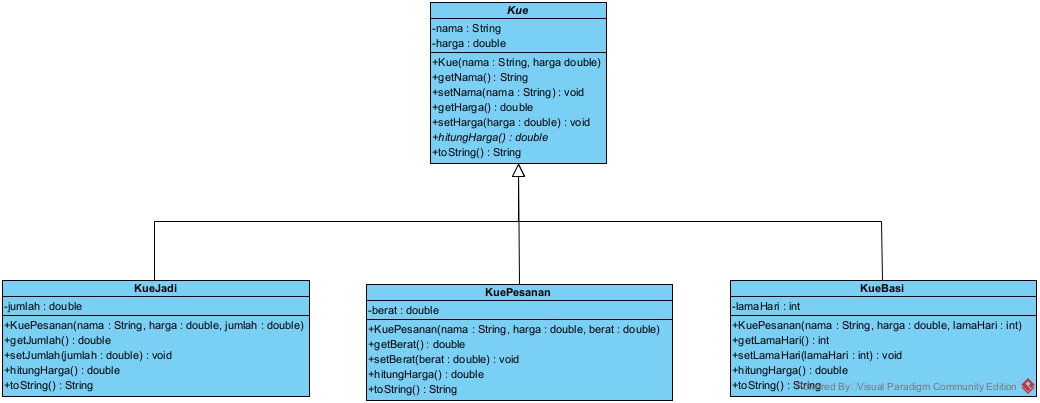 Kue
-nama : String
-harga : double
+Kue(nama : String, harga double)
+getNama() : String
+setNama(nama : String) : void
+getHarga() : double
+setHarga(harga : double) : void
+hitungHarga() : double
+toString() : String
KueJadi
-jumlah : double
+KuePesanan(nama : String, harga : double, jumlah : double)
+getJumlah() : double
+setJumlah(jumlah : double) : void
+hitungHarga() : double
+toString() : String
KuePesanan
-berat : double
+KuePesanan(nama : String, harga : double, berat : double)
+getBerat() : double
+setBerat(berat : double) : void
+hitungHarga() : double
+toString() : String
KueBasi
-lamaHari : int
+KuePesanan(nama : String, harga : double, lamaHari : int)
+getLamaHari() : int
+setLamaHari(lamaHari : int) : void
+hitungHarga() : double
+toString() : String
Powered By Visual Paradigm Community Edition